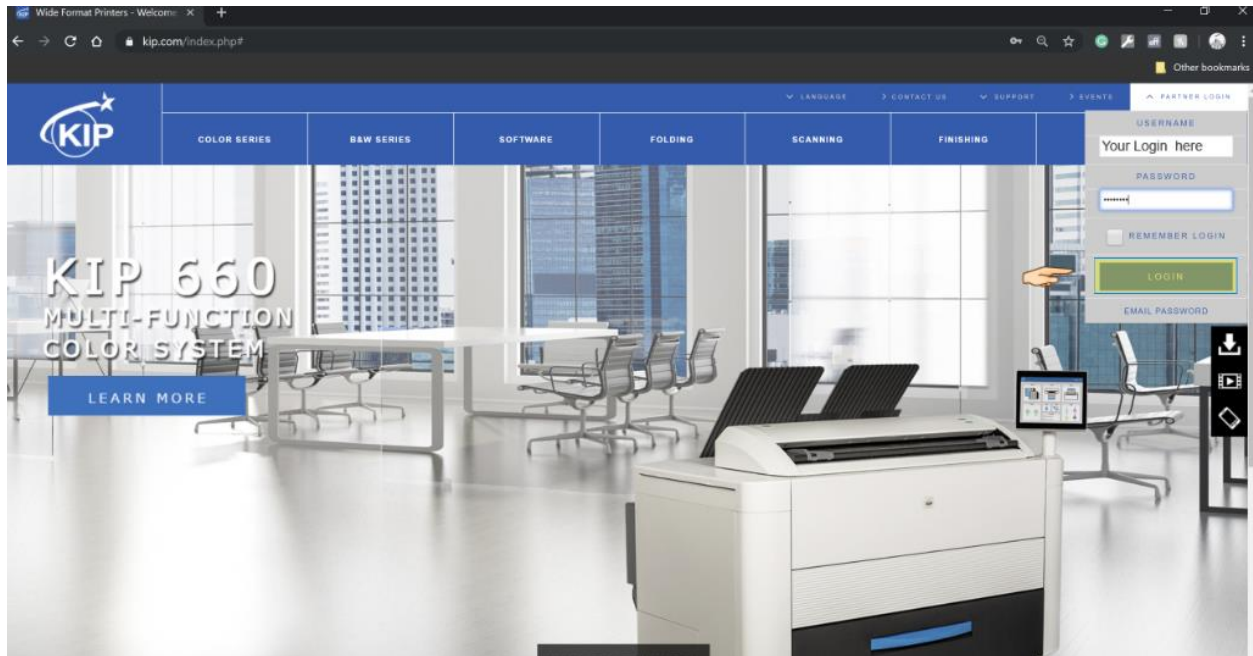 Wide Format Printers - Welcome
kip.com/index.php#
Other bookmarks
LANGUAGE
CONTACT US
SUPPORT
EVENTS
PARTNER LOGIN
KIP
COLOR SERIES
B&W SERIES
SOFTWARE
FOLDING
SCANNING
FINISHING
USERNAME
Your Login here
PASSWORD
••••••••
REMEMBER LOGIN
LOGIN
EMAIL PASSWORD
KIP 660
MULTI-FUNCTION
COLOR SYSTEM
LEARN MORE